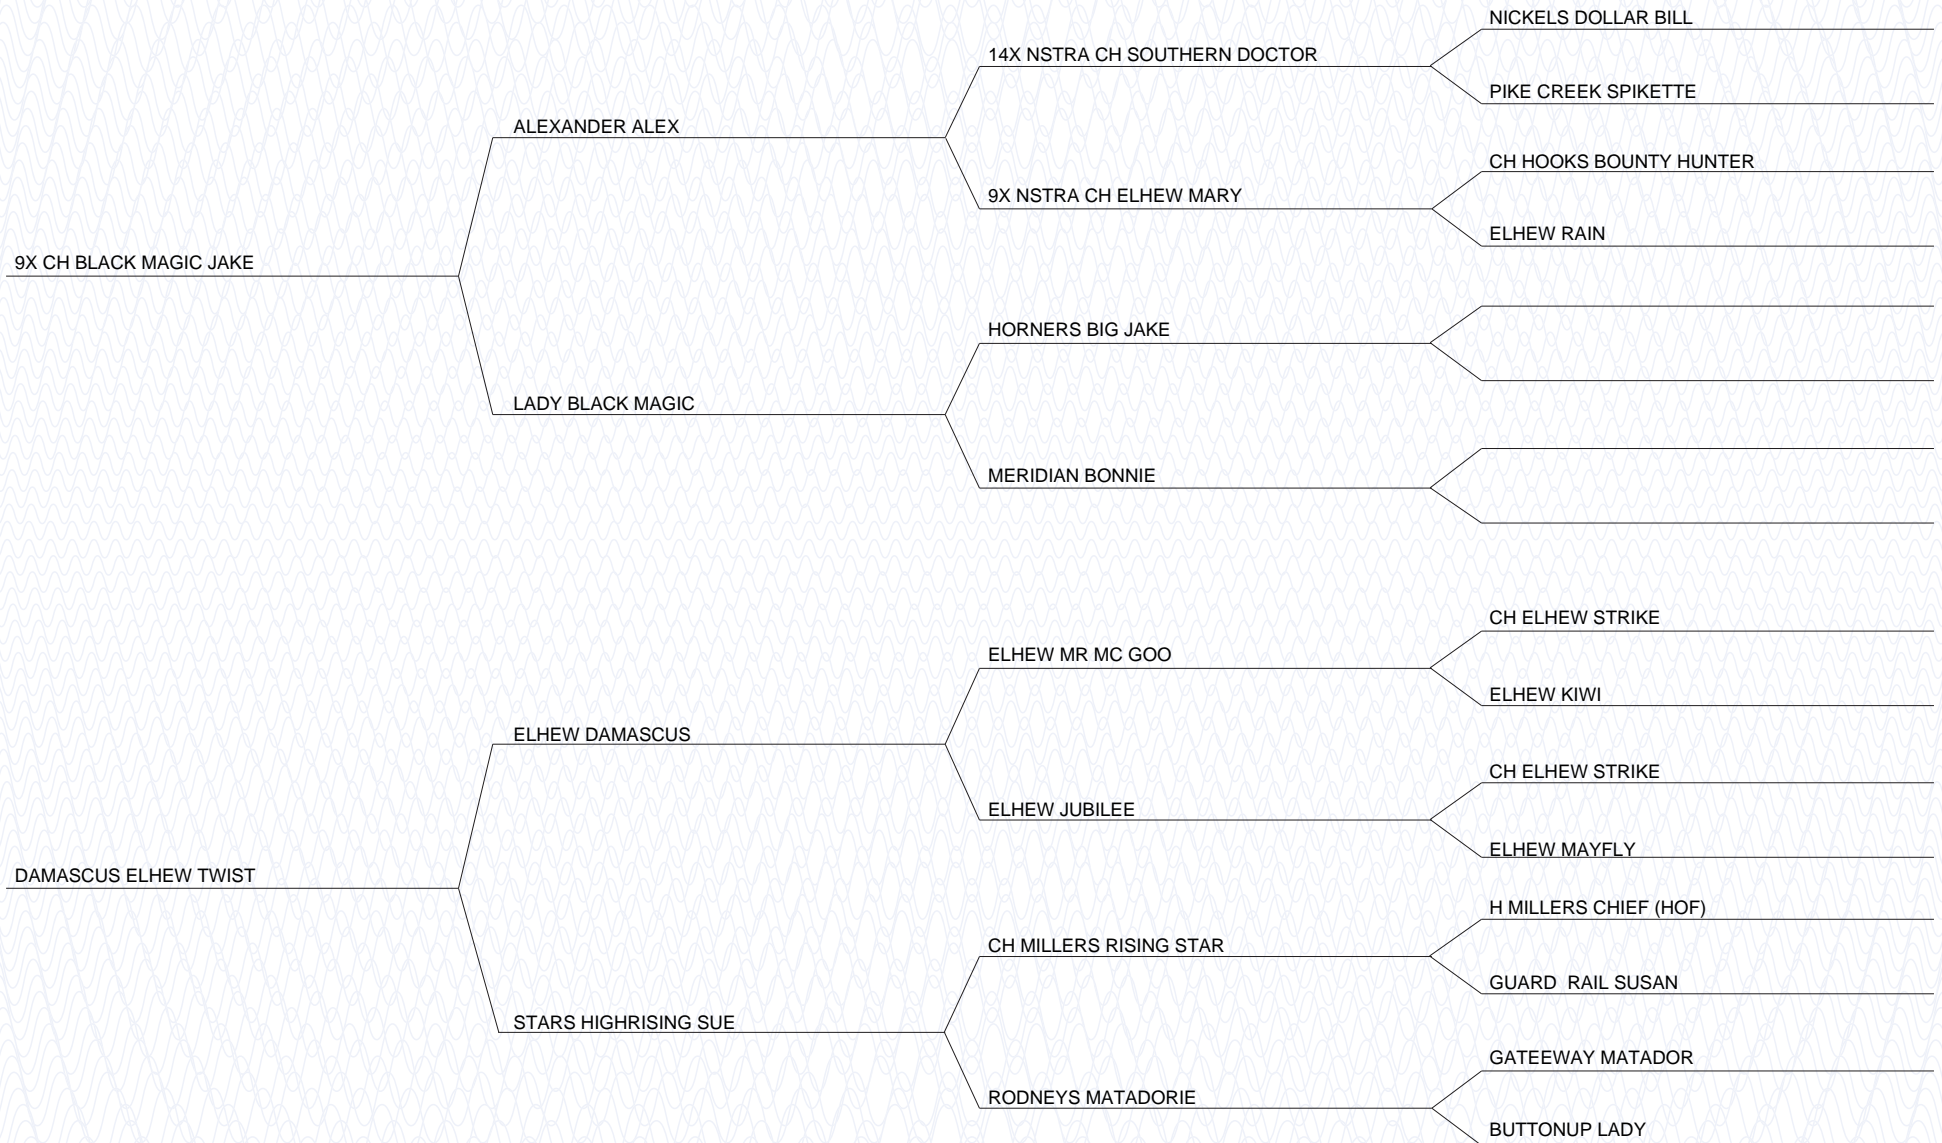 NICKELS DOLLAR BILL
14X NSTRA CH SOUTHERN DOCTOR
PIKE CREEK SPIKETTE
ALEXANDER ALEX
CH HOOKS BOUNTY HUNTER
9X NSTRA CH ELHEW MARY
ELHEW RAIN
9X CH BLACK MAGIC JAKE
HORNERS BIG JAKE
LADY BLACK MAGIC
MERIDIAN BONNIE
CH ELHEW STRIKE
ELHEW MR MC GOO
ELHEW KIWI
ELHEW DAMASCUS
CH ELHEW STRIKE
ELHEW JUBILEE
ELHEW MAYFLY
DAMASCUS ELHEW TWIST
H MILLERS CHIEF (HOF)
CH MILLERS RISING STAR
GUARD  RAIL SUSAN
STARS HIGHRISING SUE
GATEEWAY MATADOR
RODNEYS MATADORIE
BUTTONUP LADY